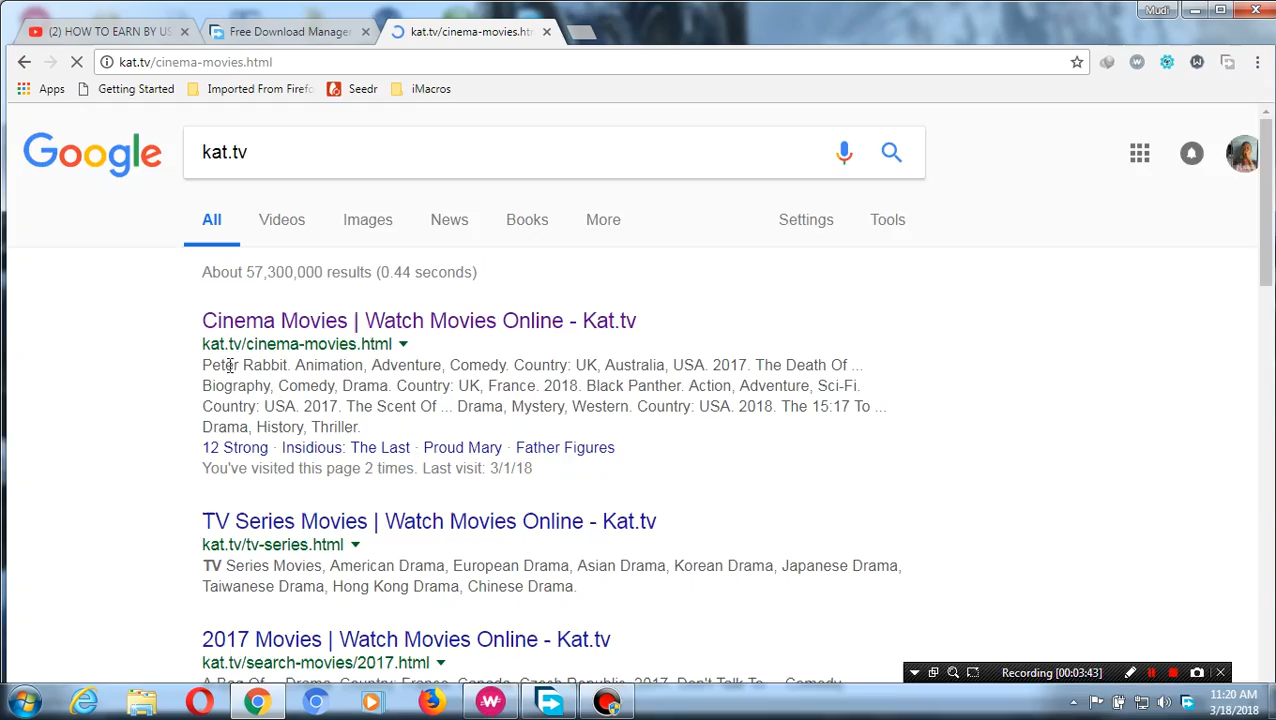 Mudi
(2) HOW TO EARN BY US
Free Download Manage
kat.tv/cinema-movies.htm
kat.tv/cinema-movies.html
Apps
Getting Started
Imported From Firefo
Seedr
iMacros
Google
kat.tv
All
Videos
Images
News
Books
More
Settings
Tools
About 57,300,000 results (0.44 seconds)
Cinema Movies | Watch Movies Online - Kat.tv
kat.tv/cinema-movies.html
Peter Rabbit. Animation, Adventure, Comedy. Country: UK, Australia, USA. 2017. The Death Of ...
Biography, Comedy, Drama. Country: UK, France. 2018. Black Panther. Action, Adventure, Sci-Fi.
Country: USA. 2017. The Scent Of ... Drama, Mystery, Western. Country: USA. 2018. The 15:17 To ...
Drama, History, Thriller.
12 Strong · Insidious: The Last · Proud Mary · Father Figures
You've visited this page 2 times. Last visit: 3/1/18
TV Series Movies | Watch Movies Online - Kat.tv
kat.tv/tv-series.html
TV Series Movies, American Drama, European Drama, Asian Drama, Korean Drama, Japanese Drama,
Taiwanese Drama, Hong Kong Drama, Chinese Drama.
2017 Movies | Watch Movies Online - Kat.tv
kat.tv/search-movies/2017.html
Recording [00:03:43]
11:20 AM
3/18/2018